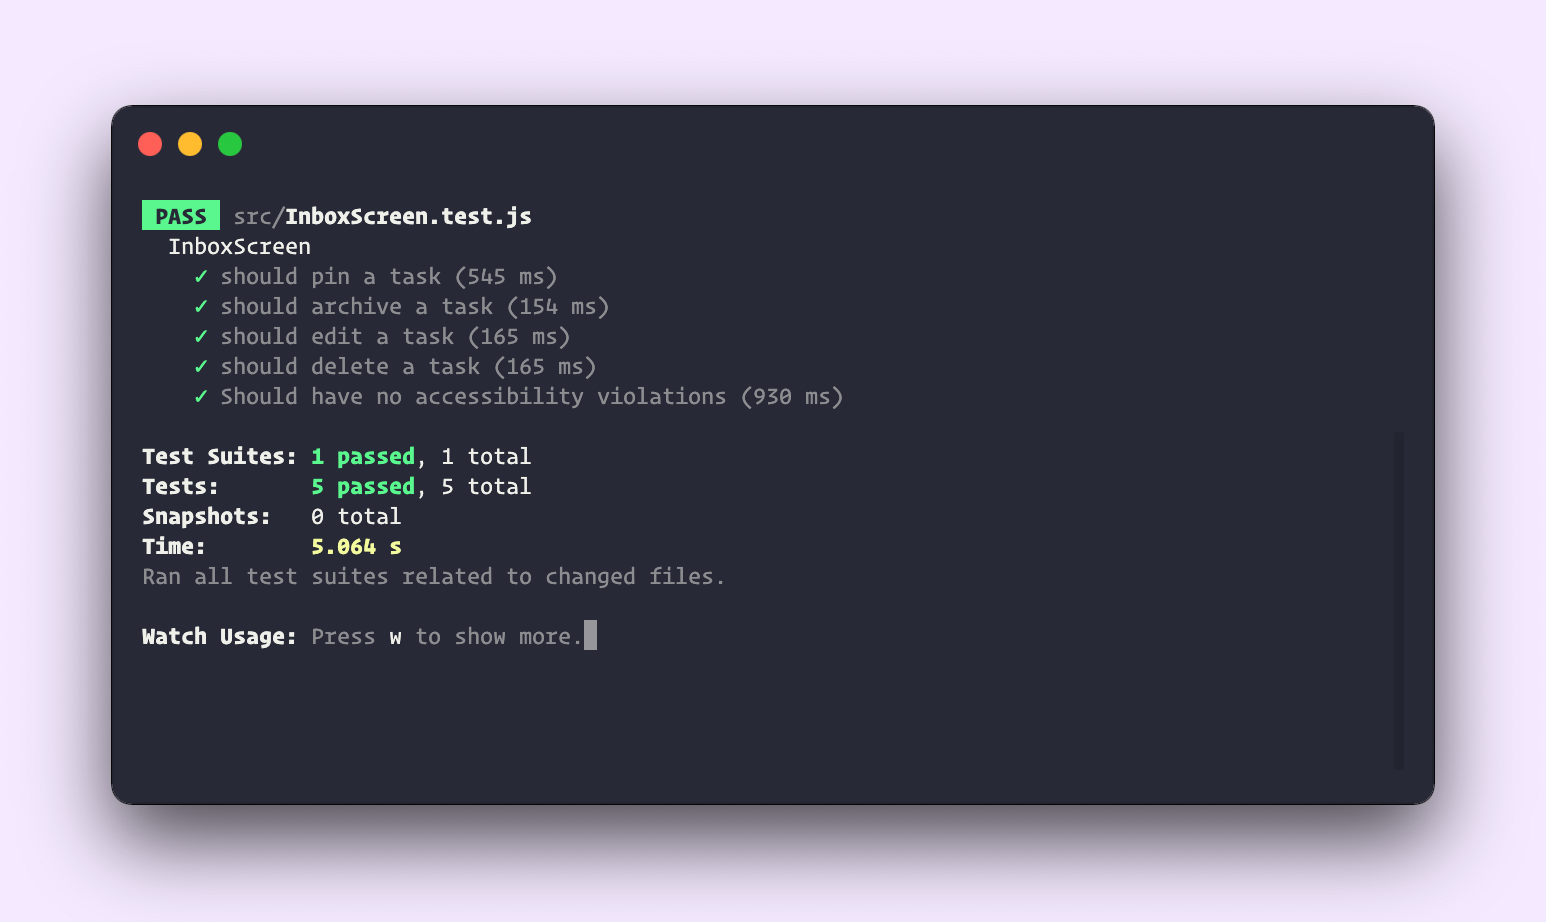 PASS src/InboxScreen.test.js
InboxScreen
✓ should pin a task (545 ms)
✓ should archive a task (154 ms)
✓ should edit a task (165 ms)
✓ should delete a task (165 ms)
✓ Should have no accessibility violations (930 ms)
Test Suites: 1 passed, 1 total
Tests: 5 passed, 5 total
Snapshots: 0 total
Time: 5.064 s
Ran all test suites related to changed files.
Watch Usage: Press w to show more.